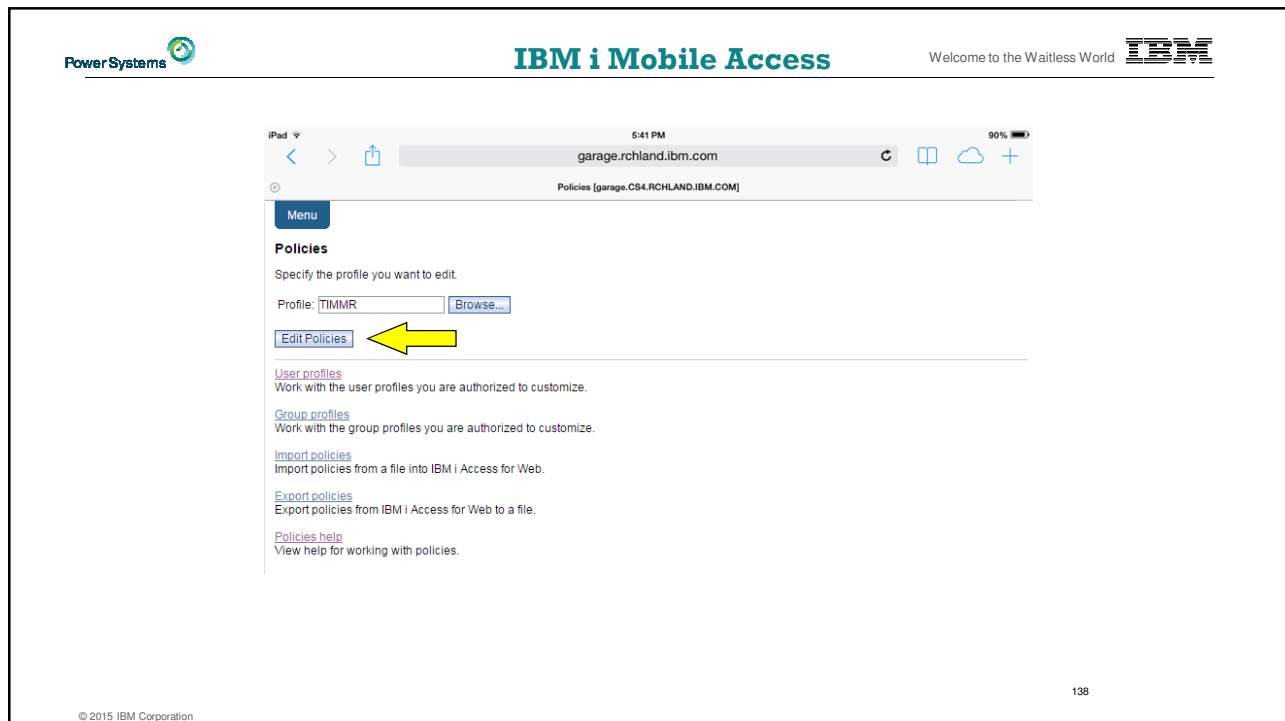 Power Systems
IBM i Mobile Access
Welcome to the Waitless World
IBM
iPad
5:41 PM
90%
garage.rchland.ibm.com
Policies [garage.CS4.RCHLAND.IBM.COM]
Menu
Policies
Specify the profile you want to edit.
Profile: TIMMR Browse...
Edit Policies
User profiles
Work with the user profiles you are authorized to customize.
Group profiles
Work with the group profiles you are authorized to customize.
Import policies
Import policies from a file into IBM i Access for Web.
Export policies
Export policies from IBM i Access for Web to a file.
Policies help
View help for working with policies.
138
© 2015 IBM Corporation